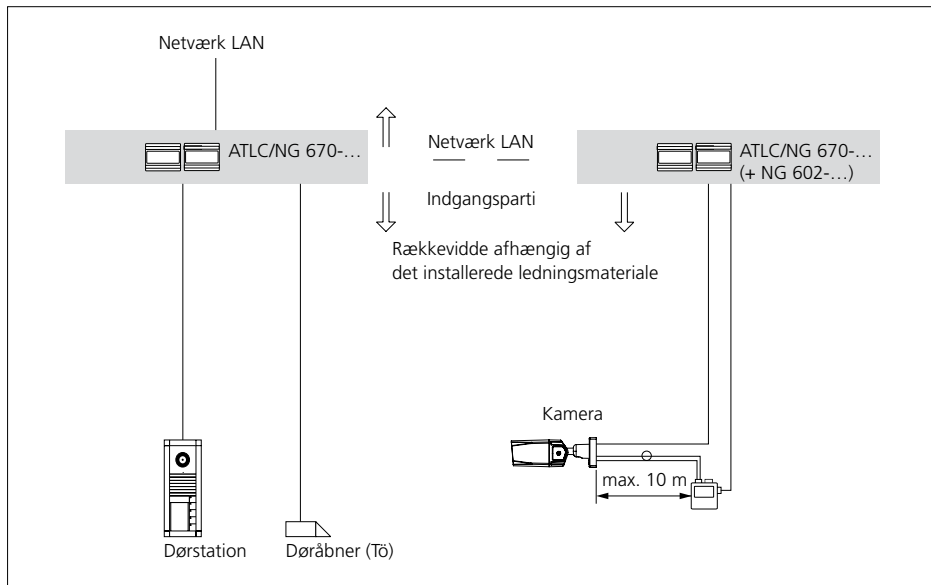 Netværk LAN
ATLC/NG 670-…
Netværk LAN
Indgangsparti
Rækkevidde afhængig af
det installerede ledningsmateriale
ATLC/NG 670-…
(+ NG 602-…)
Kamera
max. 10 m
Dørstation
Døråbner (Tö)